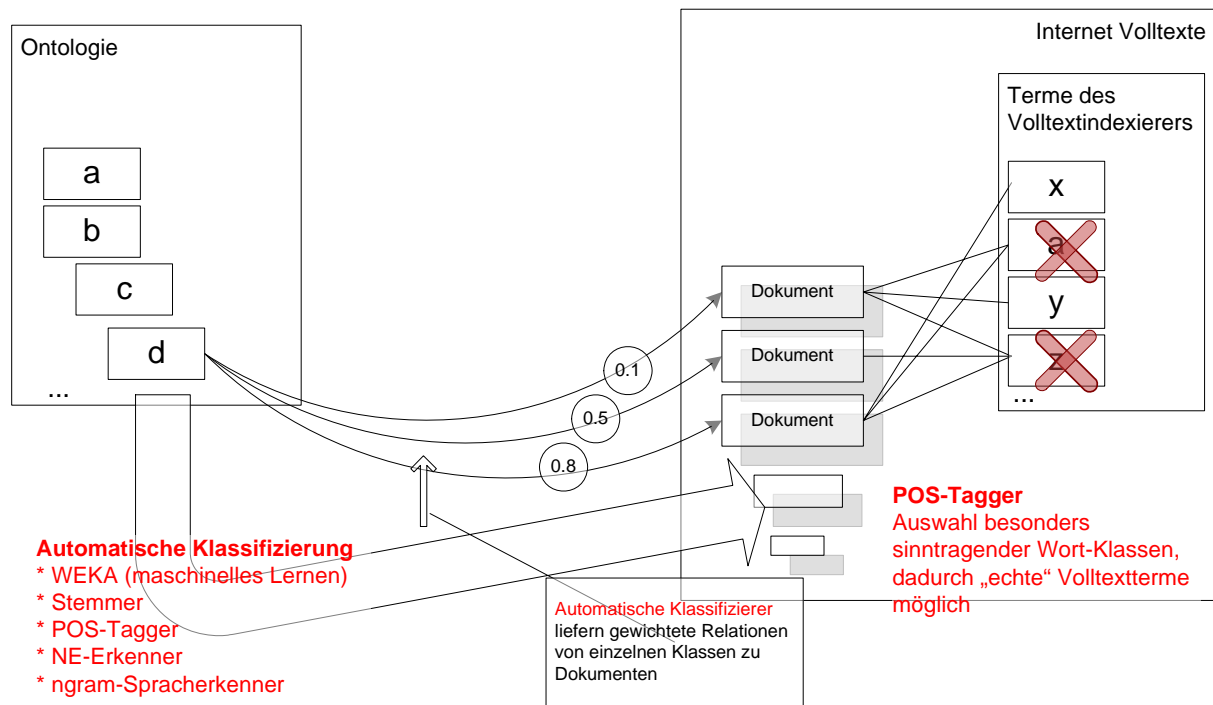 Ontologie
a
b
c
d
...
Automatische Klassifizierung
* WEKA (maschinelles Lernen)
* Stemmer
* POS-Tagger
* NE-Erkenner
* ngram-Spracherkenner
0.1
0.5
0.8
Automatische Klassifizierer
liefern gewichtete Relationen
von einzelnen Klassen zu
Dokumenten
Internet Volltexte
Dokument
Dokument
Dokument
Terme des
Volltextindexierers
x
a
y
z
...
POS-Tagger
Auswahl besonders
sinntragender Wort-Klassen,
dadurch „echte“ Volltextterme
möglich